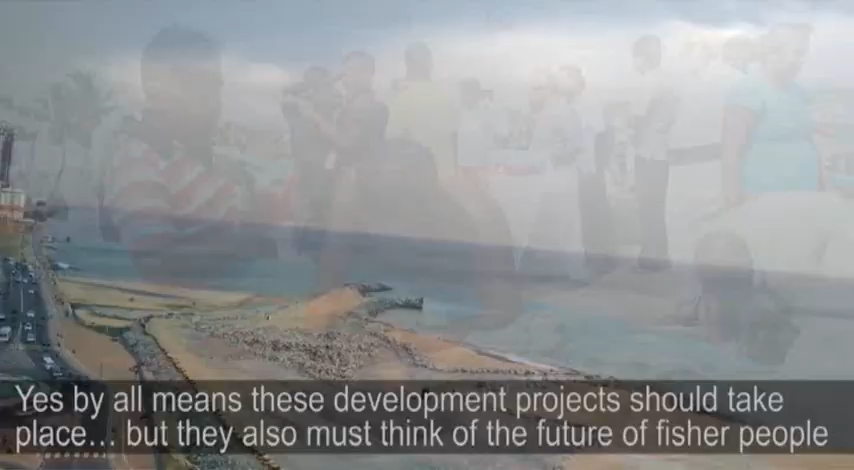 Yes by all means these development projects should take
place... but they also must think of the future of fisher people